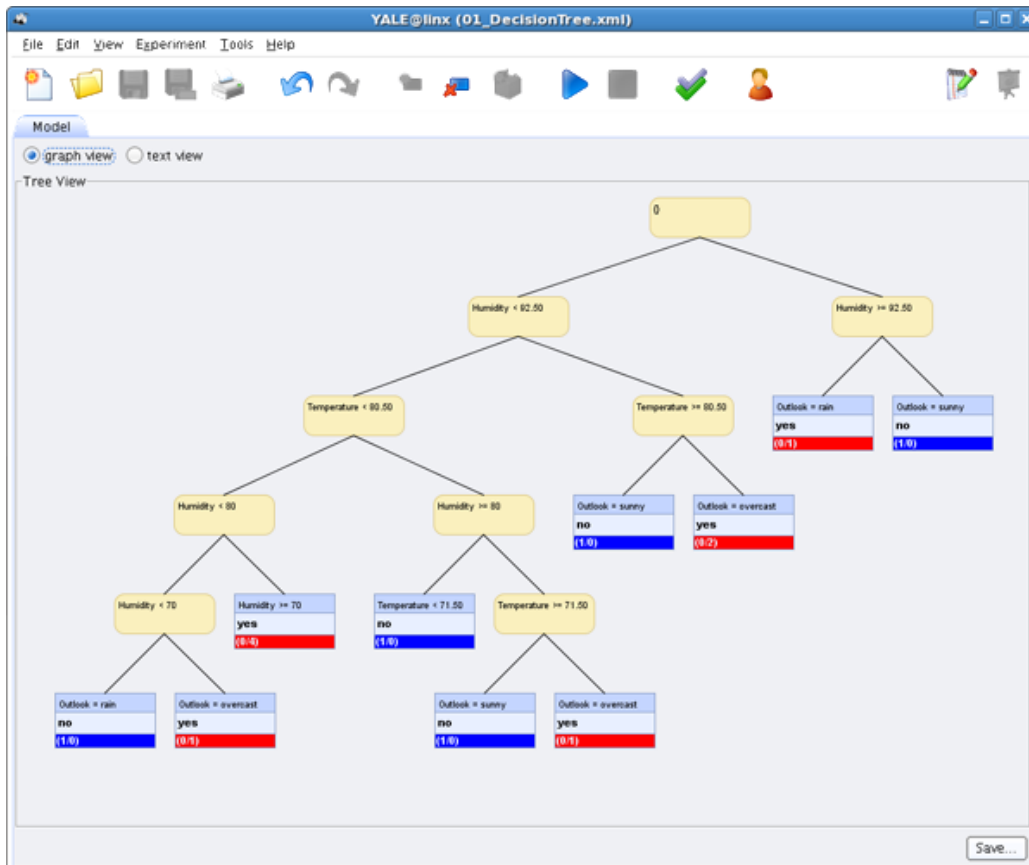 YALE@linx (01_DecisionTree.xml)
File Edit View Experiment Tools Help
Model
graph view text view
Tree View
()
Humidity < 92.50 Humidity >= 92.50
Temperature < 80.50 Temperature >= 80.50 Outlook = rain Outlook = sunny
yes no
(0/1) (1/0)
Humidity < 80 Humidity >= 80 Outlook = sunny Outlook = overcast
no yes
(1/0) (0/2)
Humidity < 70 Humidity >= 70 Temperature < 71.50 Temperature >= 71.50
yes no
(0/4) (1/0)
Outlook = rain Outlook = overcast Outlook = sunny Outlook = overcast
no yes no yes
(1/0) (0/1) (1/0) (0/1)
Save...